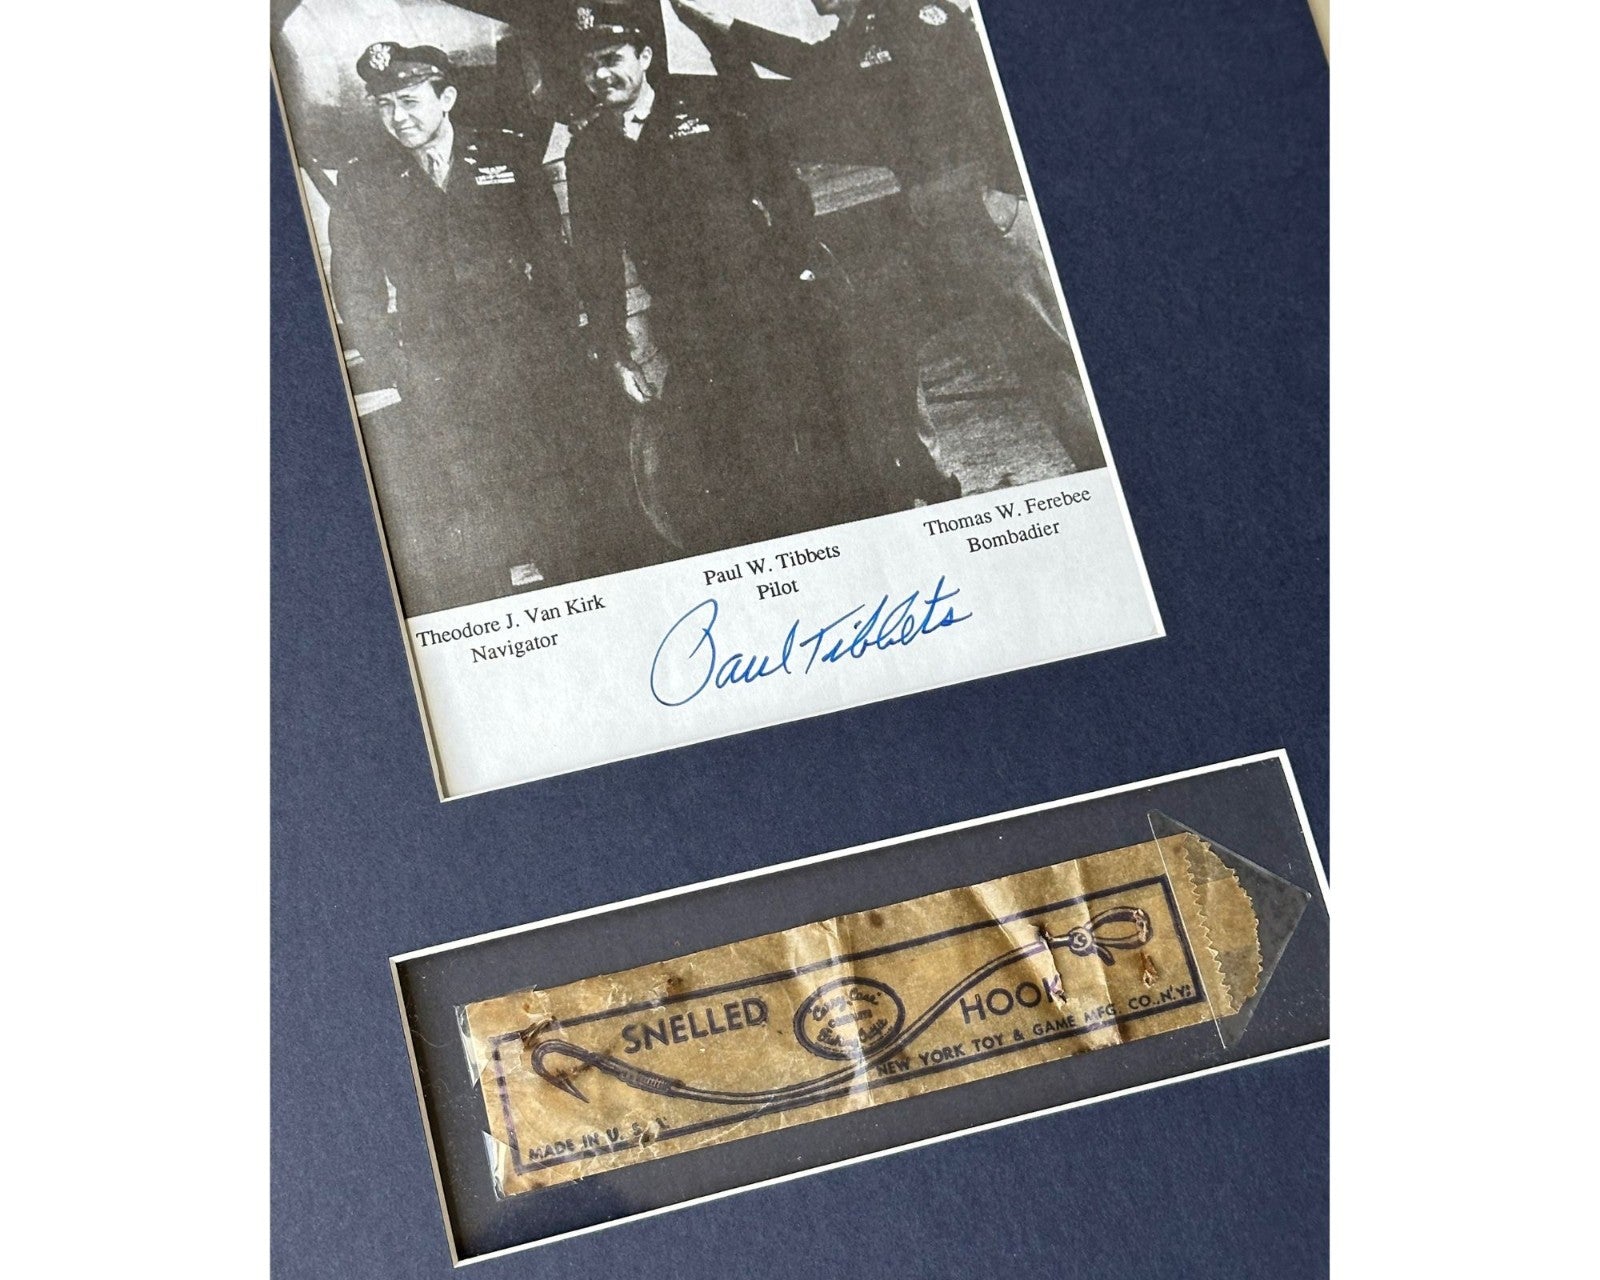 Theodore J. Van Kirk
Navigator
Paul W. Tibbets
Pilot
Thomas W. Ferebee
Bombadier
Paul Tibbets
SNELLED
HOOK
NEW YORK TOY & GAME MFG. CO., N.Y.
MADE IN U. S. A.